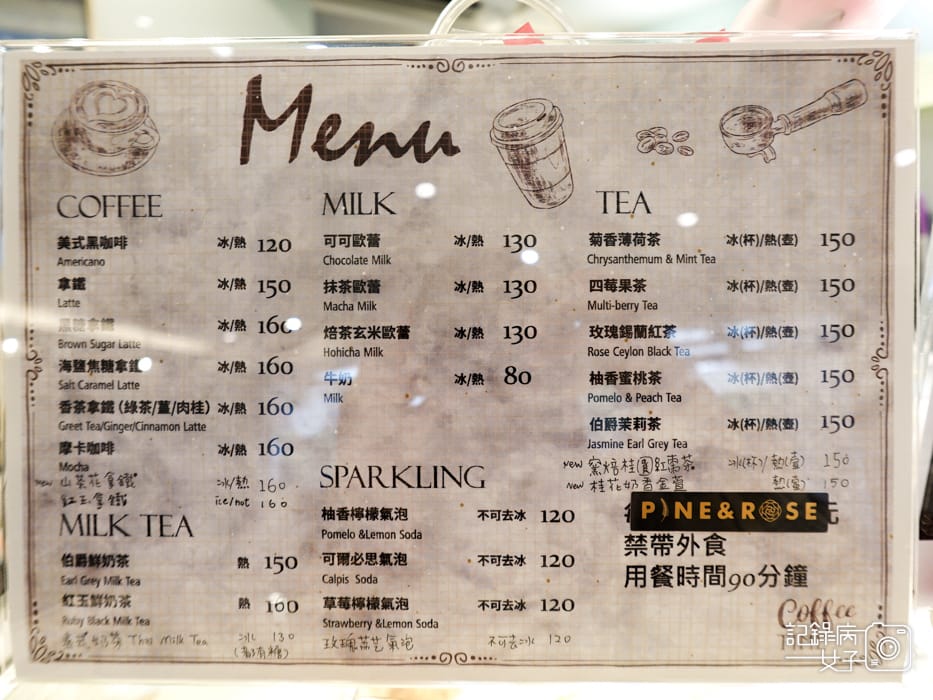 Menu
COFFEE
美式黑咖啡 冰/熱 120
Americano
拿鐵 冰/熱 150
Latte
黑糖拿鐵 冰/熱 160
Brown Sugar Latte
海鹽焦糖拿鐵 冰/熱 160
Salt Caramel Latte
香茶拿鐵（綠茶/薑/肉桂） 冰/熱 160
Greet Tea/Ginger/Cinnamon Latte
摩卡咖啡 冰/熱 160
Mocha
new 山茶花拿鐵 冰/熱 160
紅玉拿鐵 ice/hot 160
MILK TEA
伯爵鮮奶茶 熱 150
Earl Grey Milk Tea
紅玉鮮奶茶 熱 160
Ruby Black Milk Tea
泰式奶茶 Thai Milk Tea 冰 130
(都有糖)
MILK
可可歐蕾 冰/熱 130
Chocolate Milk
抹茶歐蕾 冰/熱 130
Macha Milk
焙茶玄米歐蕾 冰/熱 130
Hohicha Milk
牛奶 冰/熱 80
Milk
SPARKLING
柚香檸檬氣泡 不可去冰 120
Pomelo &Lemon Soda
可爾必思氣泡 不可去冰 120
Calpis Soda
草莓檸檬氣泡 不可去冰 120
Strawberry &Lemon Soda
玫瑰 氣泡 不可去冰 120
TEA
菊香薄荷茶 冰(杯)/熱(壺) 150
Chrysanthemum & Mint Tea
四莓果茶 冰(杯)/熱(壺) 150
Multi-berry Tea
玫瑰錫蘭紅茶 冰(杯)/熱(壺) 150
Rose Ceylon Black Tea
柚香蜜桃茶 冰(杯)/熱(壺) 150
Pomelo & Peach Tea
伯爵茉莉茶 冰(杯)/熱(壺) 150
Jasmine Earl Grey Tea
new 窯焙桂圓紅棗茶 冰(杯)/熱(壺) 150
new 桂花奶香金萱 熱(壺) 150
PINE&ROSE 元
禁帶外食
用餐時間90分鐘
Coffee
記錄病
一女子